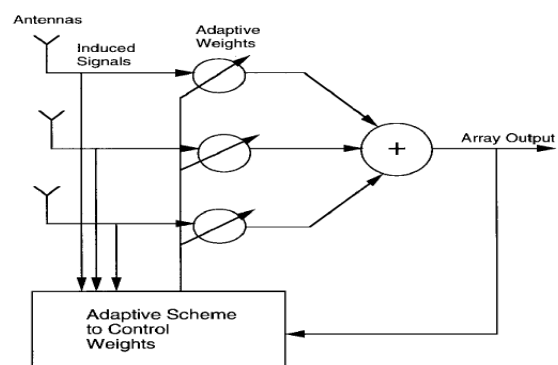 Antennas
Adaptive
Weights
Induced
Signals
+
Array Output
Adaptive Scheme
to Control
Weights